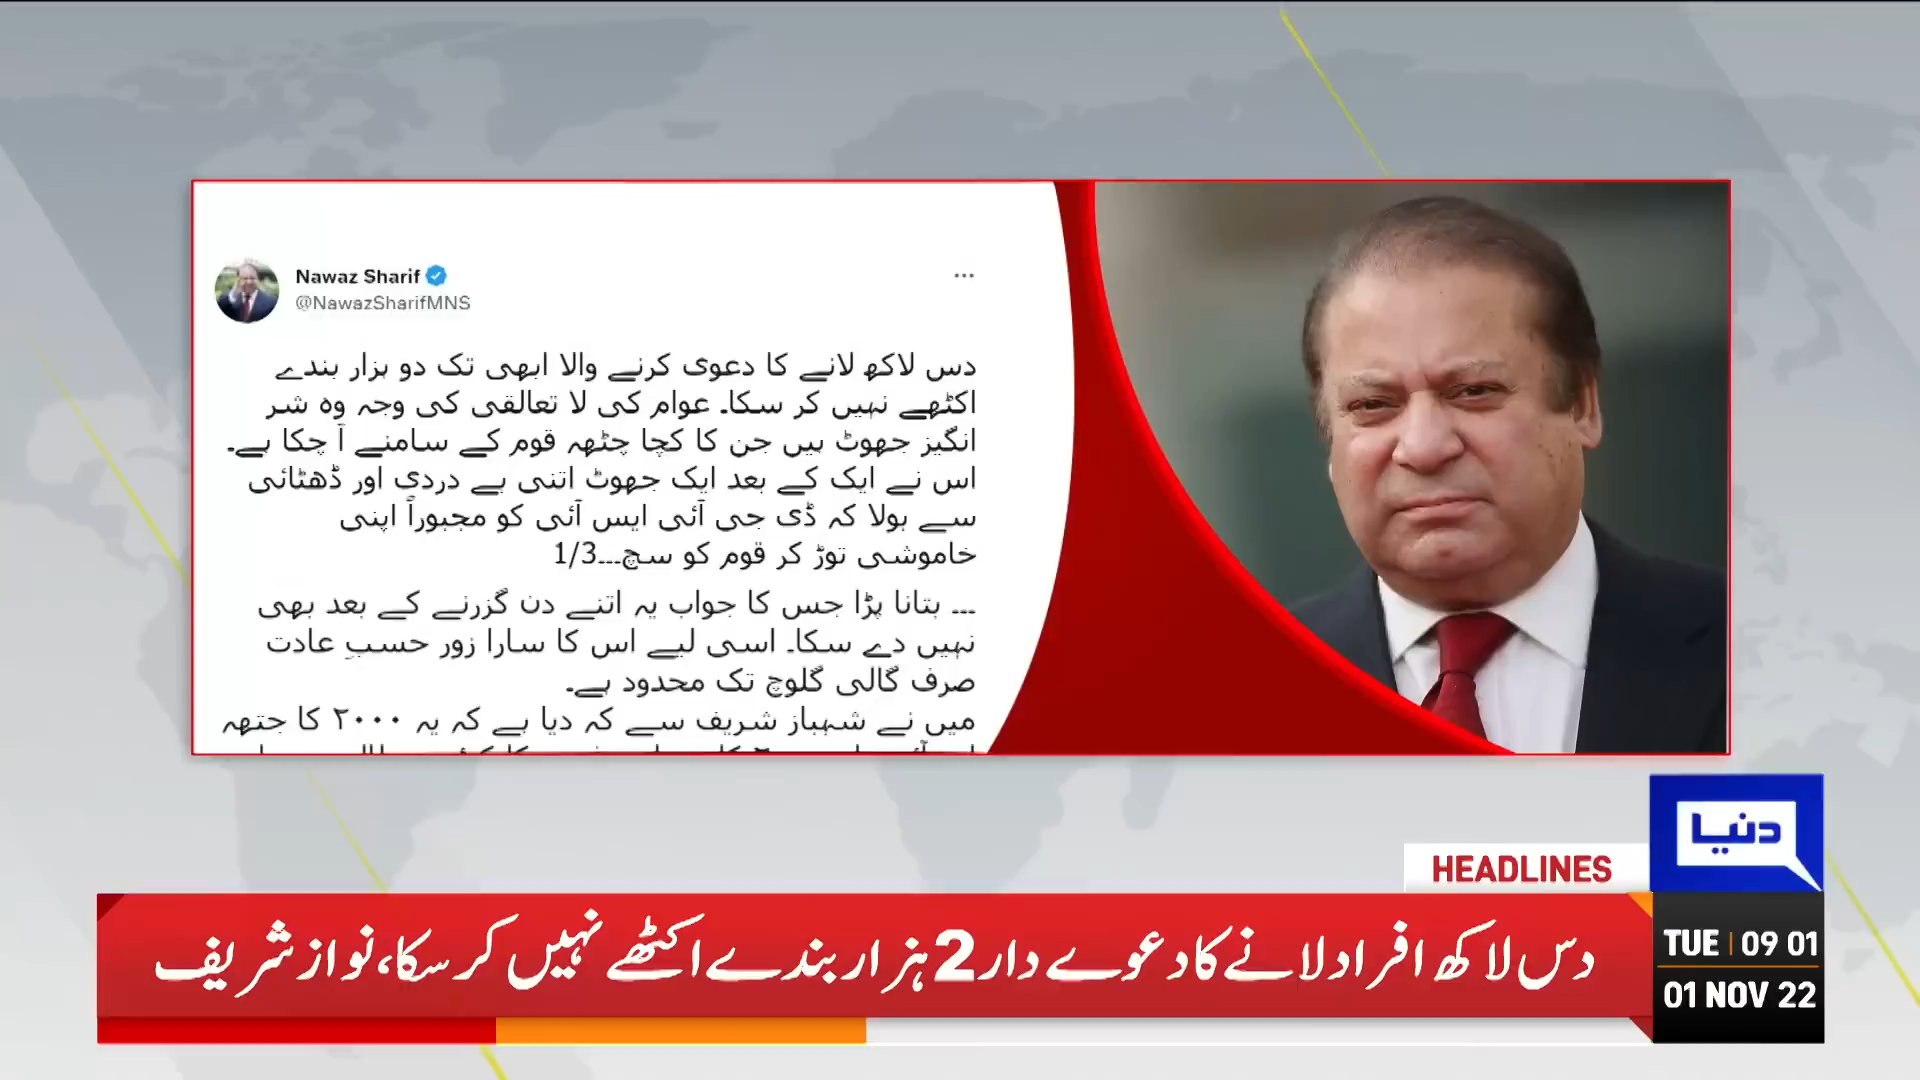 Nawaz Sharif
@NawazSharifMNS
دس لاکھ لانے کا دعوی کرنے والا ابھی تک دو ہزار بندے
اکٹھے نہیں کر سکا۔ عوام کی لا تعالقی کی وجہ وہ شر
انگیز جھوٹ ہیں جن کا کچا چٹھہ قوم کے سامنے آ چکا ہے۔
اس نے ایک کے بعد ایک جھوٹ اتنی بے دردی اور ڈھٹائی
سے بولا کہ ڈی جی آئی ایس آئی کو مجبوراً اپنی
خاموشی توڑ کر قوم کو سچ۔۔۔1/3
۔۔۔ بتانا پڑا جس کا جواب یہ اتنے دن گزرنے کے بعد بھی
نہیں دے سکا۔ اسی لیے اس کا سارا زور حسبِ عادت
صرف گالی گلوچ تک محدود ہے۔
میں نے شہباز شریف سے کہ دیا ہے کہ یہ ۲۰۰۰ کا جتھہ
دنیا
HEADLINES
دس لاکھ افراد لانے کا دعوے دار 2 ہزار بندے اکٹھے نہیں کر سکا، نواز شریف
TUE 09 01
01 NOV 22